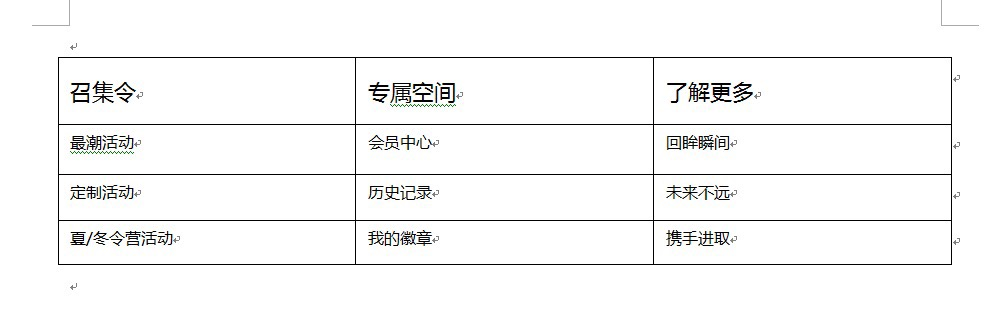 召集令 专属空间 了解更多
最潮活动 会员中心 回眸瞬间
定制活动 历史记录 未来不远
夏/冬令营活动 我的徽章 携手进取